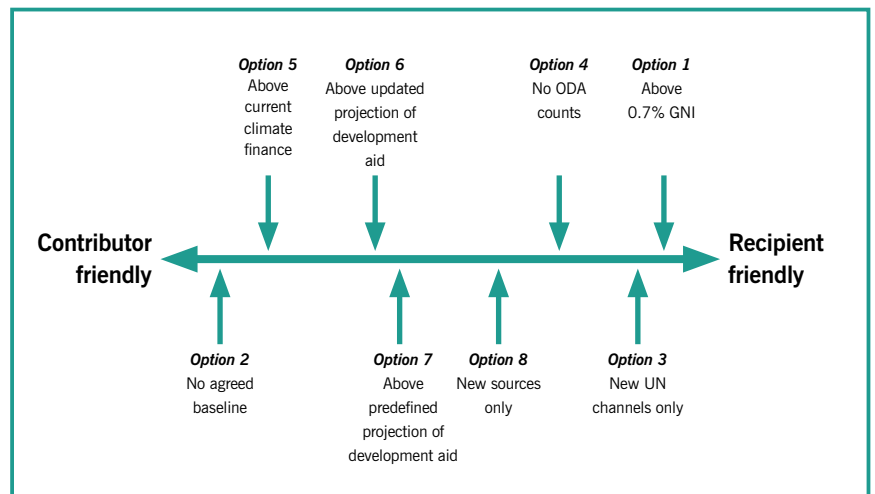 Option 5
Above
current
climate
finance
Option 6
Above updated
projection of
development
aid
Option 4
No ODA
counts
Option 1
Above
0.7% GNI
Contributor
friendly
Recipient
friendly
Option 2
No agreed
baseline
Option 7
Above
predefined
projection of
development aid
Option 8
New sources
only
Option 3
New UN
channels only